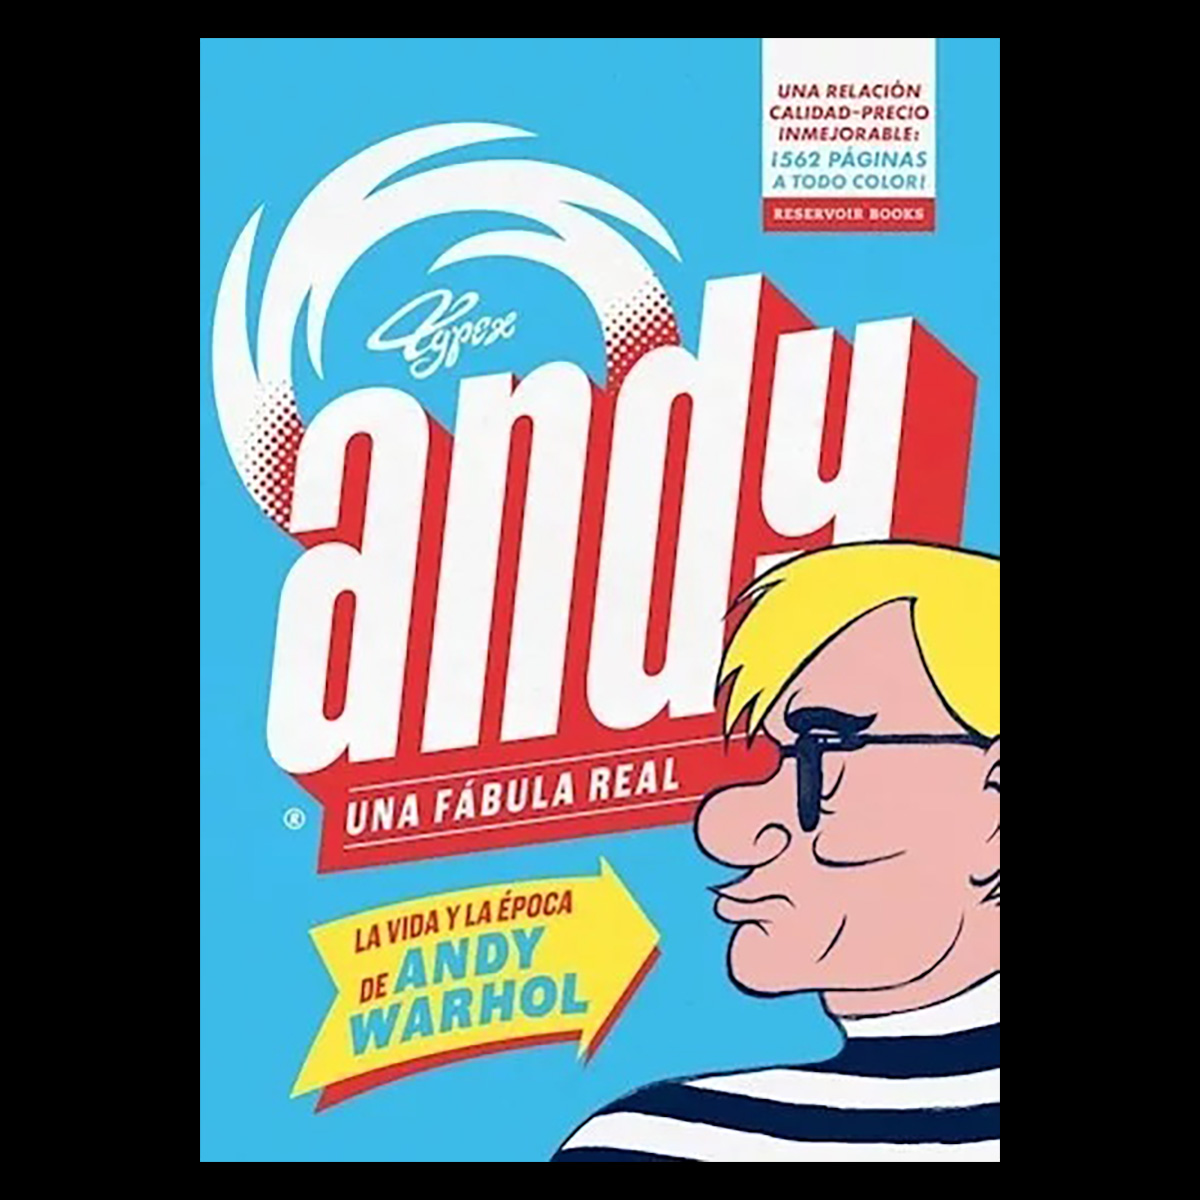 UNA RELACIÓN
CALIDAD-PRECIO
INMEJORABLE:
¡562 PÁGINAS
A TODO COLOR!
RESERVOIR BOOKS
Typex
andy
UNA FÁBULA REAL
®
LA VIDA Y LA ÉPOCA
DE ANDY
WARHOL